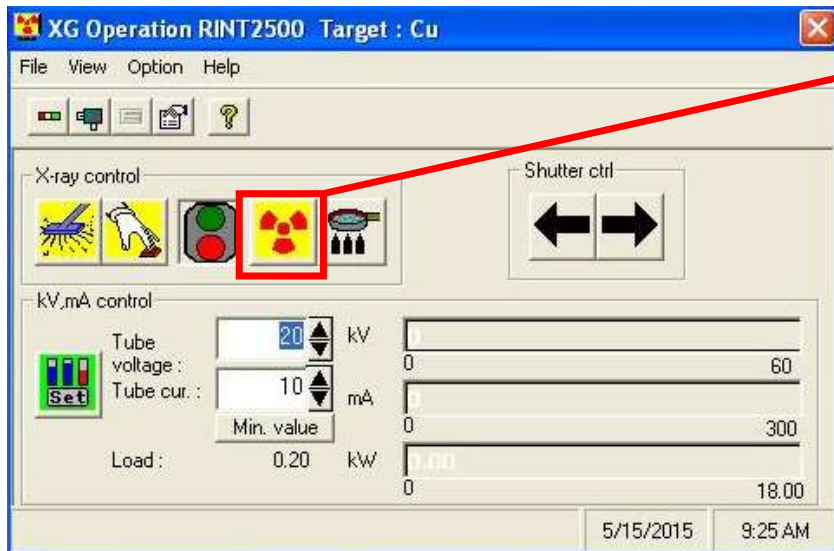 XG Operation RINT2500 Target : Cu
File View Option Help
X-ray control
Shutter ctrl
kV,mA control
Set
Tube voltage :
20 kV
0
0 60
Tube cur. :
10 mA
0
0 300
Min. value
Load : 0.20 kW
0.00
0 18.00
5/15/2015 9:25 AM